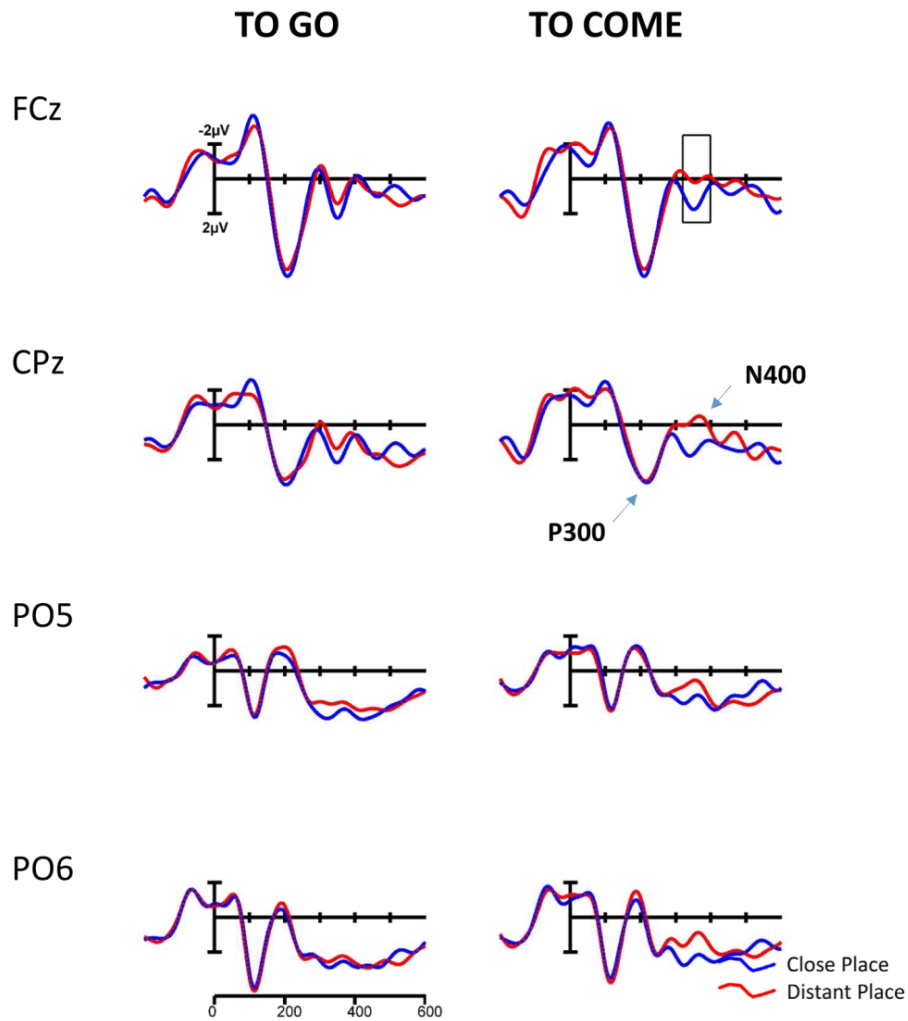 TO GO
TO COME
FCz
-2µV
2µV
CPz
N400
P300
PO5
PO6
Close Place
Distant Place
0 200 400 600